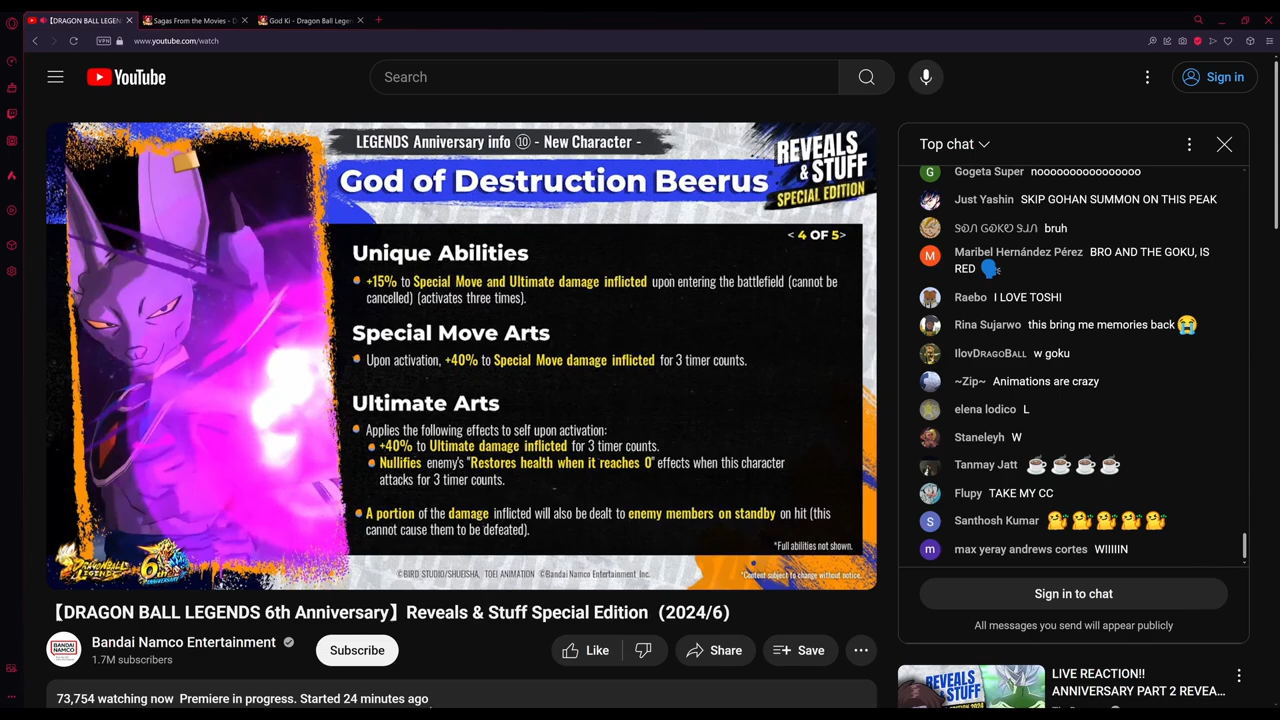 【DRAGON BALL LEGEN
Sagas From the Movies - D
God Ki - Dragon Ball Legen
VPN
www.youtube.com/watch
YouTube
Search
Sign in
LEGENDS Anniversary info ⑩ - New Character -
God of Destruction Beerus
REVEALS
& STUFF
SPECIAL EDITION
< 4 OF 5>
Unique Abilities
+15% to Special Move and Ultimate damage inflicted upon entering the battlefield (cannot be
cancelled) (activates three times).
Special Move Arts
Upon activation, +40% to Special Move damage inflicted for 3 timer counts.
Ultimate Arts
Applies the following effects to self upon activation:
+40% to Ultimate damage inflicted for 3 timer counts.
Nullifies enemy's "Restores health when it reaches 0" effects when this character
attacks for 3 timer counts.
A portion of the damage inflicted will also be dealt to enemy members on standby on hit (this
cannot cause them to be defeated).
*Full abilities not shown.
©BIRD STUDIO/SHUEISHA, TOEI ANIMATION ©Bandai Namco Entertainment Inc.
*Content subject to change without notice.
【DRAGON BALL LEGENDS 6th Anniversary】Reveals & Stuff Special Edition（2024/6）
Bandai Namco Entertainment
1.7M subscribers
Subscribe
Like
Share
Save
73,754 watching now Premiere in progress. Started 24 minutes ago
Top chat
G Gogeta Super nooooooooooooooo
Just Yashin SKIP GOHAN SUMMON ON THIS PEAK
bruh
M Maribel Hernández Pérez BRO AND THE GOKU, IS
RED 🗣️
Raebo I LOVE TOSHI
Rina Sujarwo this bring me memories back😭
IlovDʀᴀɢᴏBᴀʟʟ w goku
~Zip~ Animations are crazy
elena lodico L
Staneleyh W
Tanmay Jatt ☕☕☕☕
Flupy TAKE MY CC
S Santhosh Kumar
m max yeray andrews cortes WIIIIIN
Sign in to chat
All messages you send will appear publicly
REVEALS
& STUFF
LIVE REACTION!!
ANNIVERSARY PART 2 REVEA...